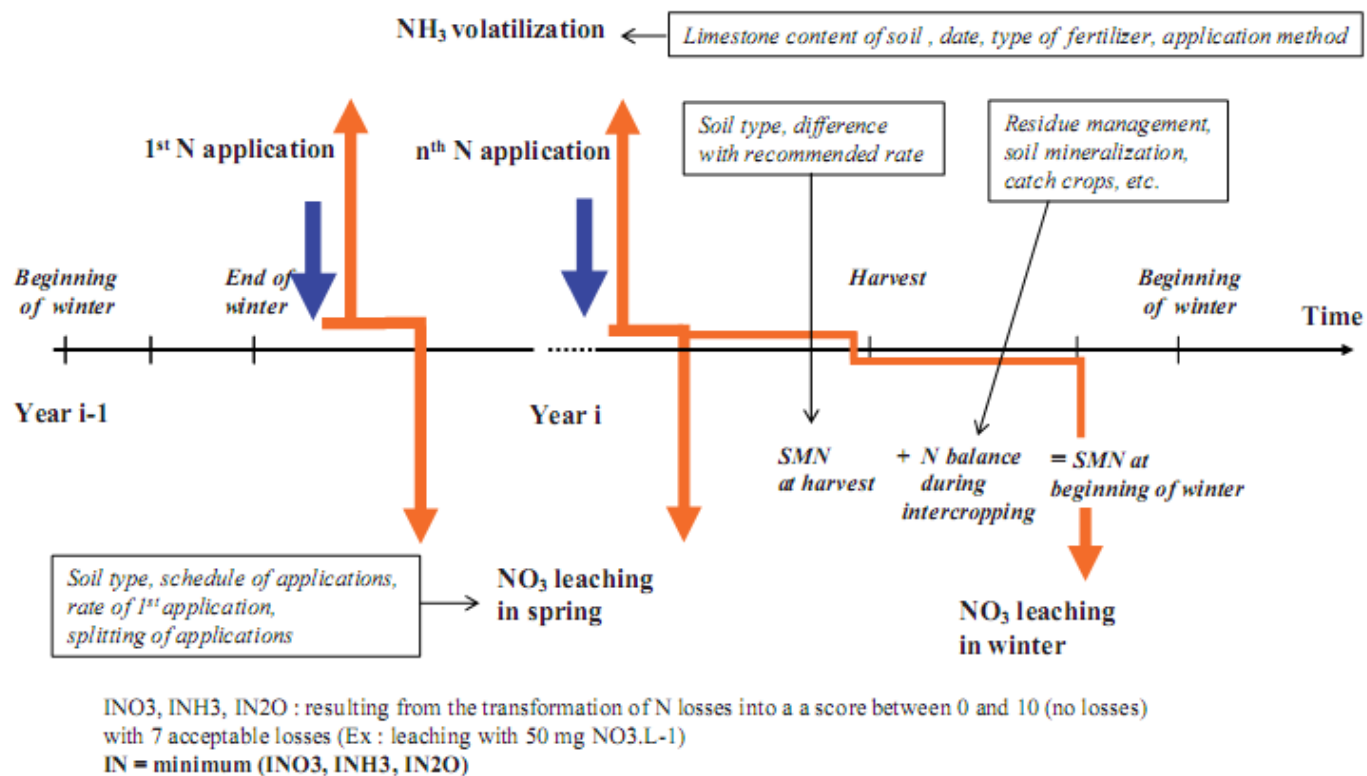 NH3 volatilization
Limestone content of soil , date, type of fertilizer, application method
1st N application
nth N application
Soil type, difference
with recommended rate
Residue management,
soil mineralization,
catch crops, etc.
Beginning
of winter
End of
winter
Harvest
Beginning
of winter
Time
Year i-1
Year i
SMN
at harvest
+ N balance
during
intercropping
= SMN at
beginning of winter
Soil type, schedule of applications,
rate of 1st application,
splitting of applications
NO3 leaching
in spring
NO3 leaching
in winter
INO3, INH3, IN2O : resulting from the transformation of N losses into a a score between 0 and 10 (no losses)
with 7 acceptable losses (Ex : leaching with 50 mg NO3.L-1)
IN = minimum (INO3, INH3, IN2O)